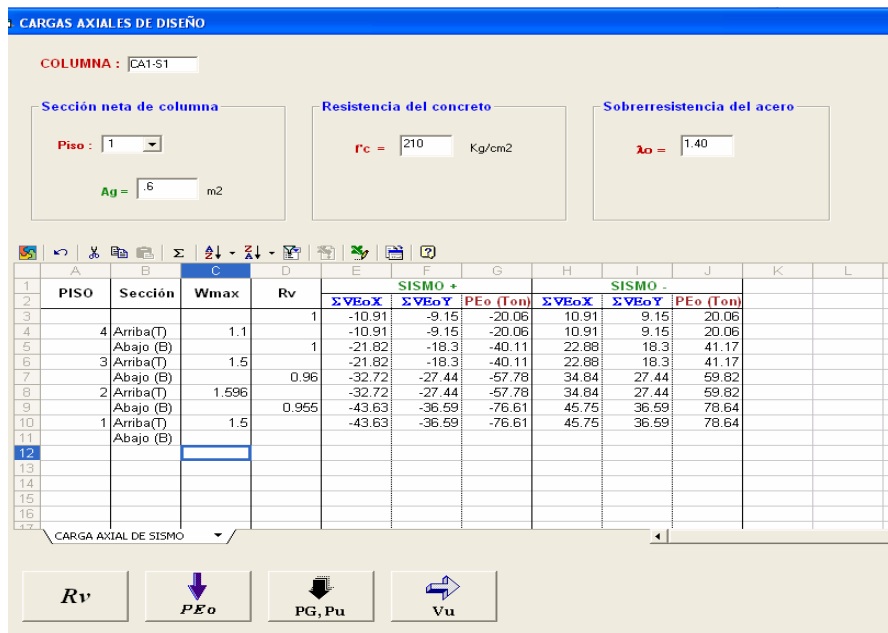 CARGAS AXIALES DE DISEÑO
COLUMNA : CA1-S1
Sección neta de columna
Resistencia del concreto
Sobrerresistencia del acero
Piso : 1
f'c = 210 Kg/cm2
λo = 1.40
Ag = .6 m2
A B C D E F G H I J K L
1 PISO Sección Wmax Rv SISMO + SISMO -
2 ΣVEoX ΣVEoY PEo (Ton) ΣVEoX ΣVEoY PEo (Ton)
3 1 -10.91 -9.15 -20.06 10.91 9.15 20.06
4 4 Arriba(T) 1.1 -10.91 -9.15 -20.06 10.91 9.15 20.06
5 Abajo (B) 1 -21.82 -18.3 -40.11 22.88 18.3 41.17
6 3 Arriba(T) 1.5 -21.82 -18.3 -40.11 22.88 18.3 41.17
7 Abajo (B) 0.96 -32.72 -27.44 -57.78 34.84 27.44 59.82
8 2 Arriba(T) 1.596 -32.72 -27.44 -57.78 34.84 27.44 59.82
9 Abajo (B) 0.955 -43.63 -36.59 -76.61 45.75 36.59 78.64
10 1 Arriba(T) 1.5 -43.63 -36.59 -76.61 45.75 36.59 78.64
11 Abajo (B)
12
13
14
15
16
17
CARGA AXIAL DE SISMO
Rv PEo PG, Pu Vu